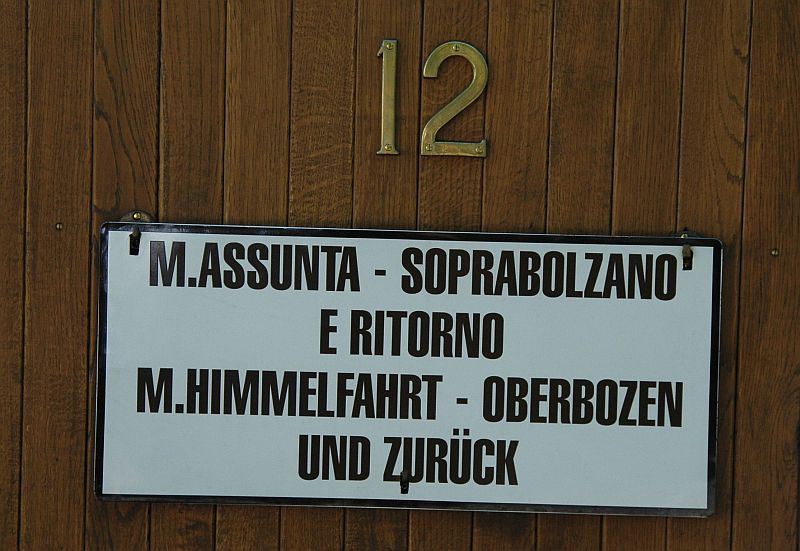 12
M.ASSUNTA - SOPRABOLZANO
E RITORNO
M.HIMMELFAHRT - OBERBOZEN
UND ZURÜCK